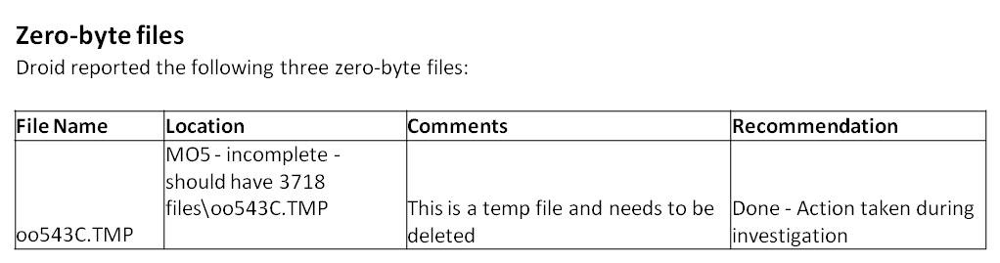 Zero-byte files
Droid reported the following three zero-byte files:
File Name Location Comments Recommendation
oo543C.TMP
MO5 - incomplete -
should have 3718
files\oo543C.TMP
This is a temp file and needs to be
deleted
Done - Action taken during
investigation